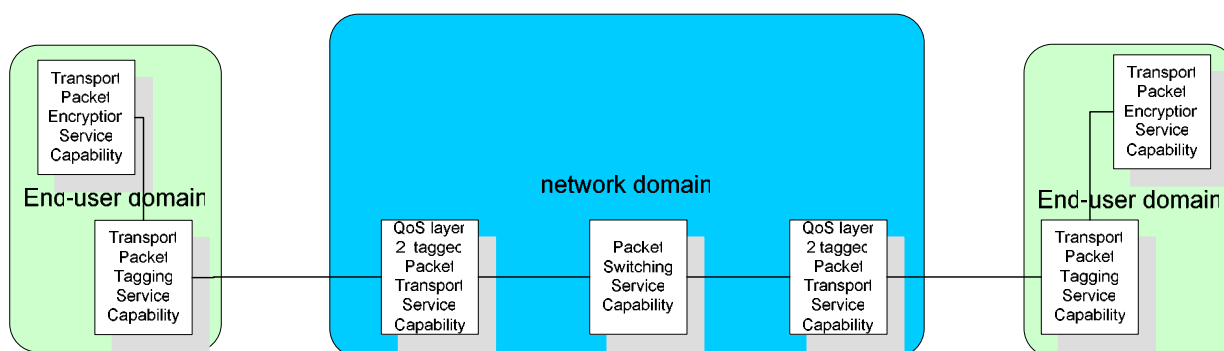 Transport
Packet
Encryption
Service
Capability
End-user domain
Transport
Packet
Tagging
Service
Capability
network domain
QoS layer
2 tagged
Packet
Transport
Service
Capability
Packet
Switching
Service
Capability
QoS layer
2 tagged
Packet
Transport
Service
Capability
Transport
Packet
Encryption
Service
Capability
End-user domain
Transport
Packet
Tagging
Service
Capability